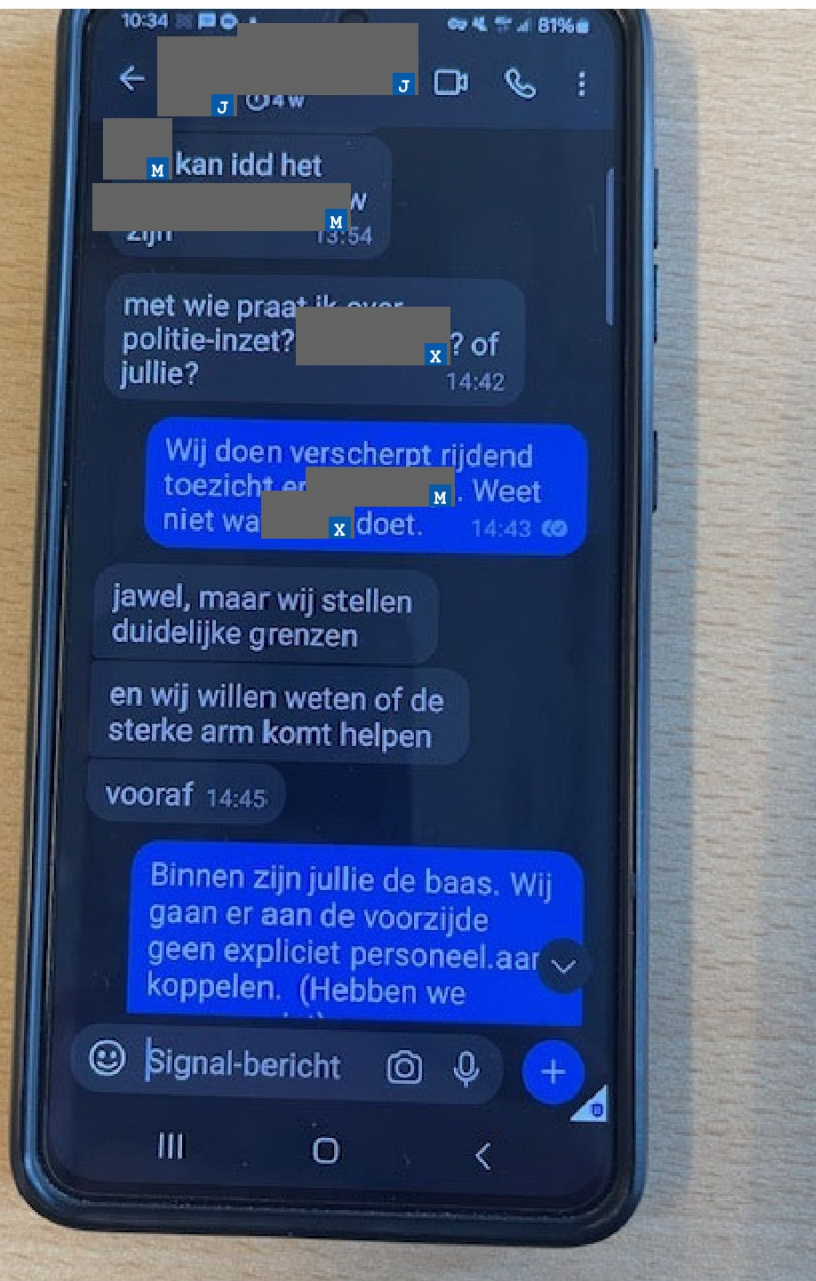 10:34 81%
J J 4 w
M kan idd het
M w
zijn 13:54
met wie praat ik over
politie-inzet? X ? of
jullie? 14:42
Wij doen verscherpt rijdend
toezicht en M . Weet
niet wa X doet. 14:43
jawel, maar wij stellen
duidelijke grenzen
en wij willen weten of de
sterke arm komt helpen
vooraf 14:45
Binnen zijn jullie de baas. Wij
gaan er aan de voorzijde
geen expliciet personeel.aan
koppelen. (Hebben we
Signal-bericht